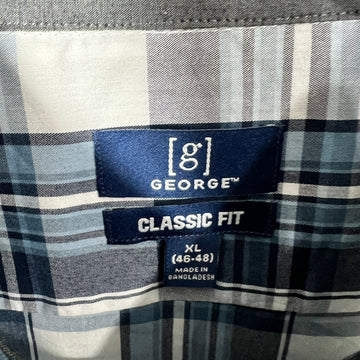 [g]
GEORGE™
CLASSIC FIT
XL
(46-48)
MADE IN
BANGLADESH